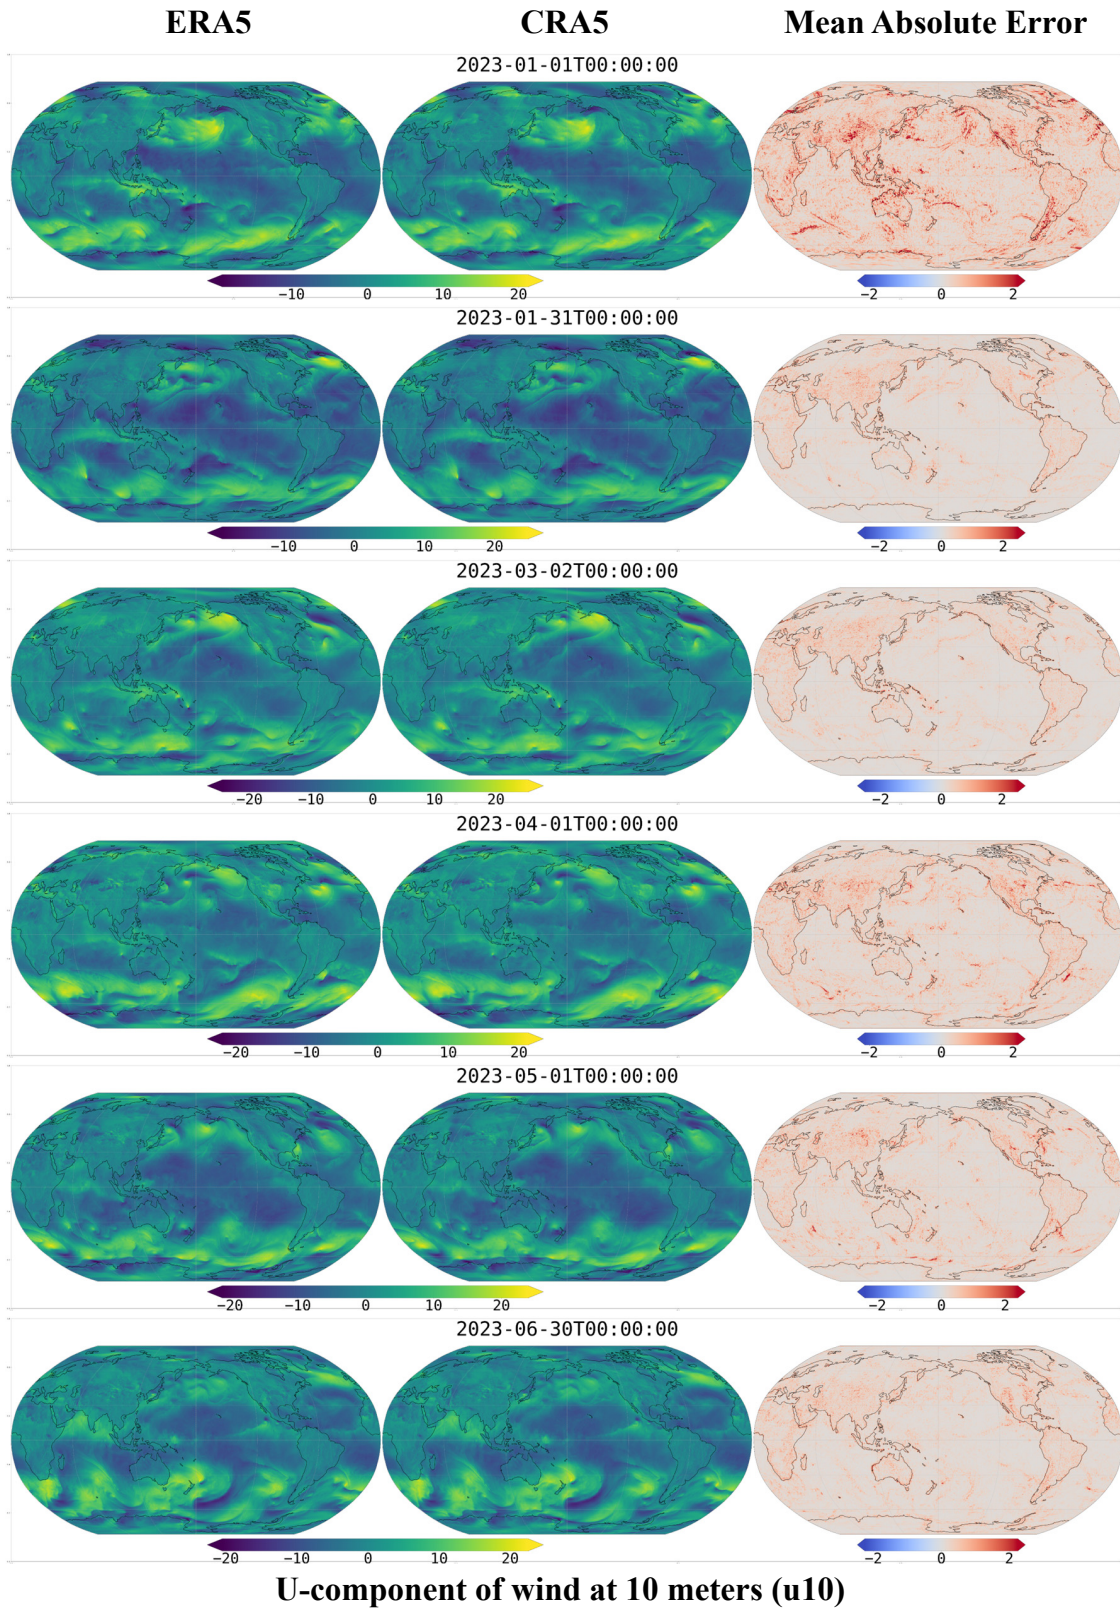 ERA5 CRA5 Mean Absolute Error
2023-01-01T00:00:00
−10 0 10 20 −2 0 2
2023-01-31T00:00:00
−10 0 10 20 −2 0 2
2023-03-02T00:00:00
−20 −10 0 10 20 −2 0 2
2023-04-01T00:00:00
−20 −10 0 10 20 −2 0 2
2023-05-01T00:00:00
−20 −10 0 10 20 −2 0 2
2023-06-30T00:00:00
−20 −10 0 10 20 −2 0 2
U-component of wind at 10 meters (u10)